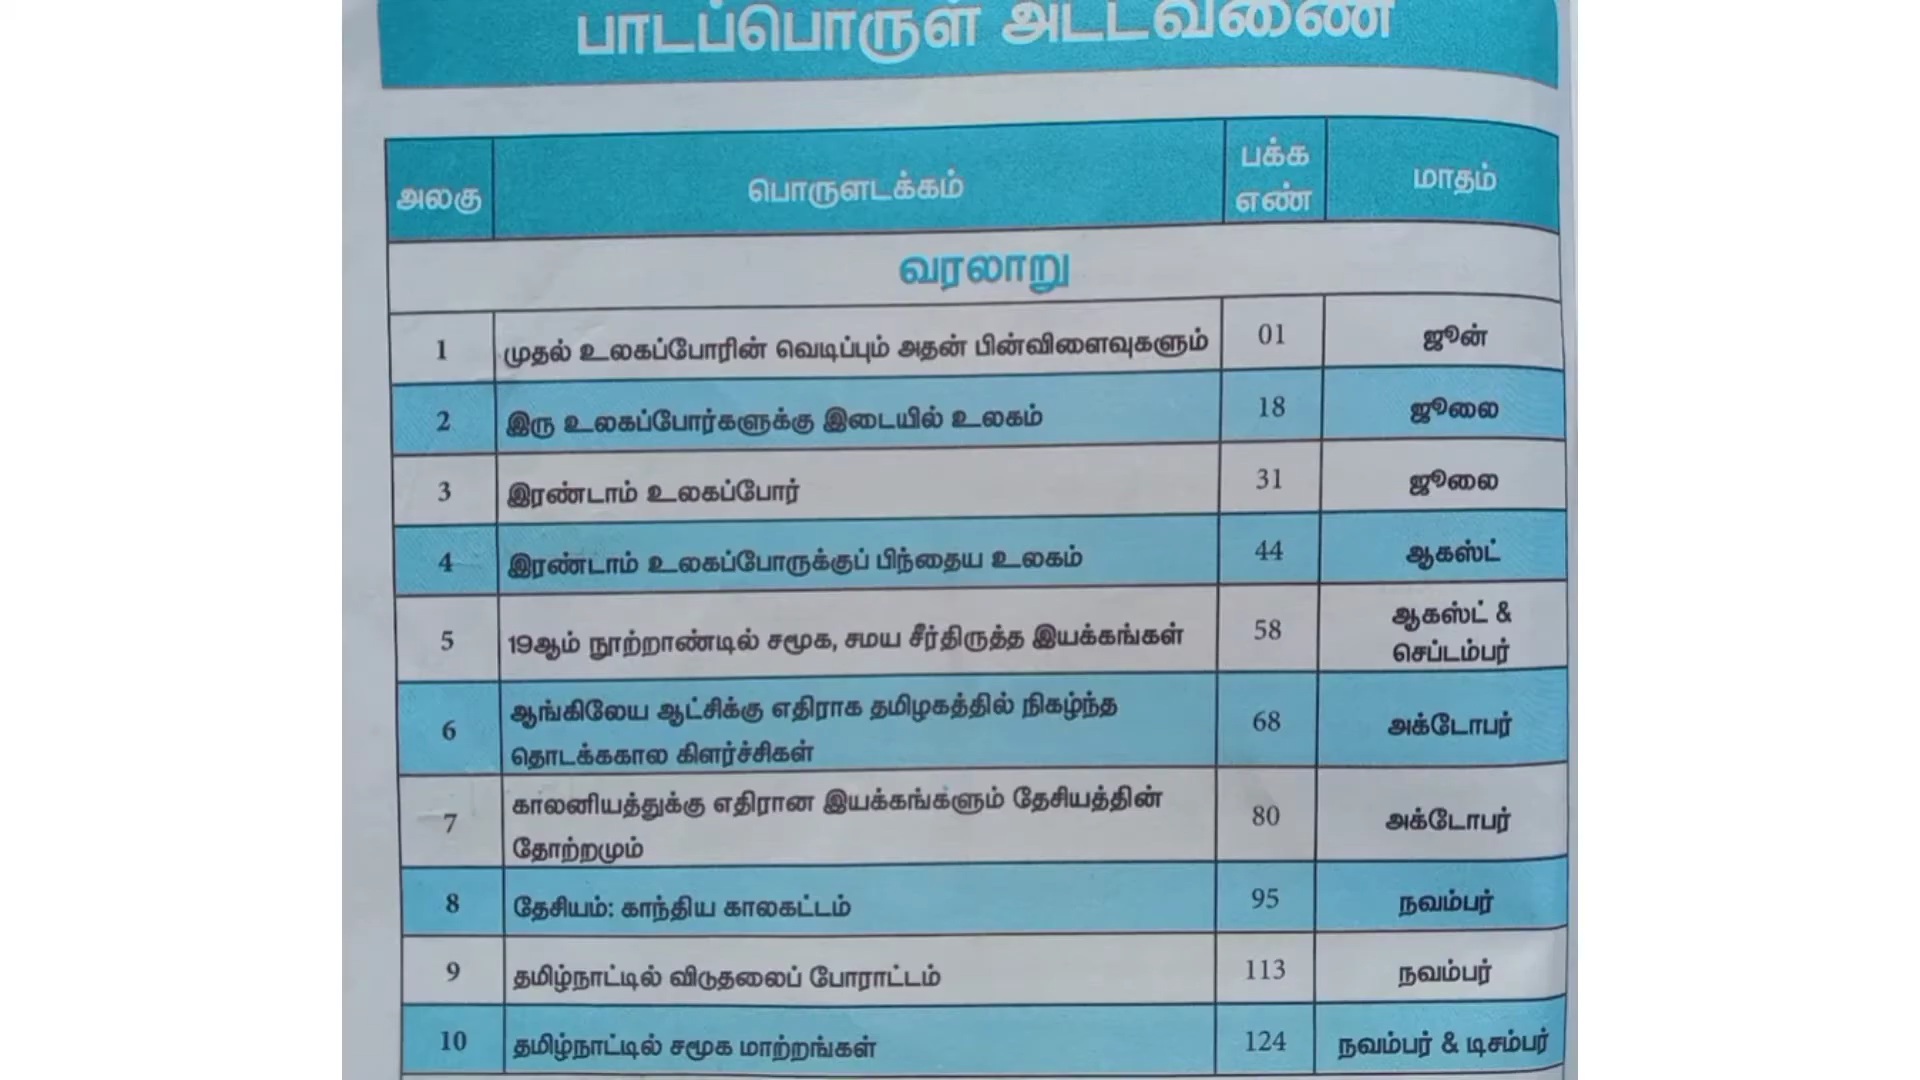 பாடப்பொருள் அட்டவணை
அலகு பொருளடக்கம் பக்க எண் மாதம்
வரலாறு
1 முதல் உலகப்போரின் வெடிப்பும் அதன் பின்விளைவுகளும் 01 ஜூன்
2 இரு உலகப்போர்களுக்கு இடையில் உலகம் 18 ஜூலை
3 இரண்டாம் உலகப்போர் 31 ஜூலை
4 இரண்டாம் உலகப்போருக்குப் பிந்தைய உலகம் 44 ஆகஸ்ட்
5 19ஆம் நூற்றாண்டில் சமூக, சமய சீர்திருத்த இயக்கங்கள் 58 ஆகஸ்ட் &
செப்டம்பர்
6 ஆங்கிலேய ஆட்சிக்கு எதிராக தமிழகத்தில் நிகழ்ந்த
தொடக்ககால கிளர்ச்சிகள் 68 அக்டோபர்
7 காலனியத்துக்கு எதிரான இயக்கங்களும் தேசியத்தின்
தோற்றமும் 80 அக்டோபர்
8 தேசியம்: காந்திய காலகட்டம் 95 நவம்பர்
9 தமிழ்நாட்டில் விடுதலைப் போராட்டம் 113 நவம்பர்
10 தமிழ்நாட்டில் சமூக மாற்றங்கள் 124 நவம்பர் & டிசம்பர்